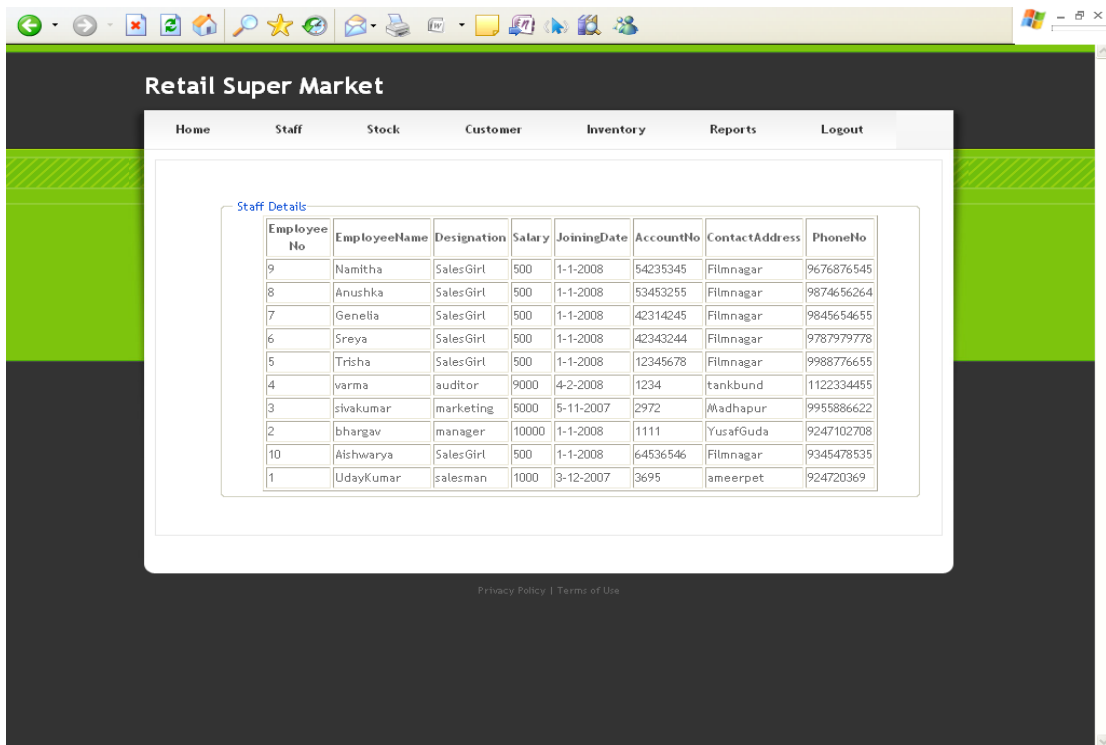 Retail Super Market
Home Staff Stock Customer Inventory Reports Logout
Staff Details
Employee No EmployeeName Designation Salary JoiningDate AccountNo ContactAddress PhoneNo
9 Namitha SalesGirl 500 1-1-2008 54235345 Filmnagar 9676876545
8 Anushka SalesGirl 500 1-1-2008 53453255 Filmnagar 9874656264
7 Genelia SalesGirl 500 1-1-2008 42314245 Filmnagar 9845654655
6 Sreya SalesGirl 500 1-1-2008 42343244 Filmnagar 9787979778
5 Trisha SalesGirl 500 1-1-2008 12345678 Filmnagar 9988776655
4 varma auditor 9000 4-2-2008 1234 tankbund 1122334455
3 sivakumar marketing 5000 5-11-2007 2972 Madhapur 9955886622
2 bhargav manager 10000 1-1-2008 1111 YusafGuda 9247102708
10 Aishwarya SalesGirl 500 1-1-2008 64536546 Filmnagar 9345478535
1 UdayKumar salesman 1000 3-12-2007 3695 ameerpet 924720369
Privacy Policy | Terms of Use